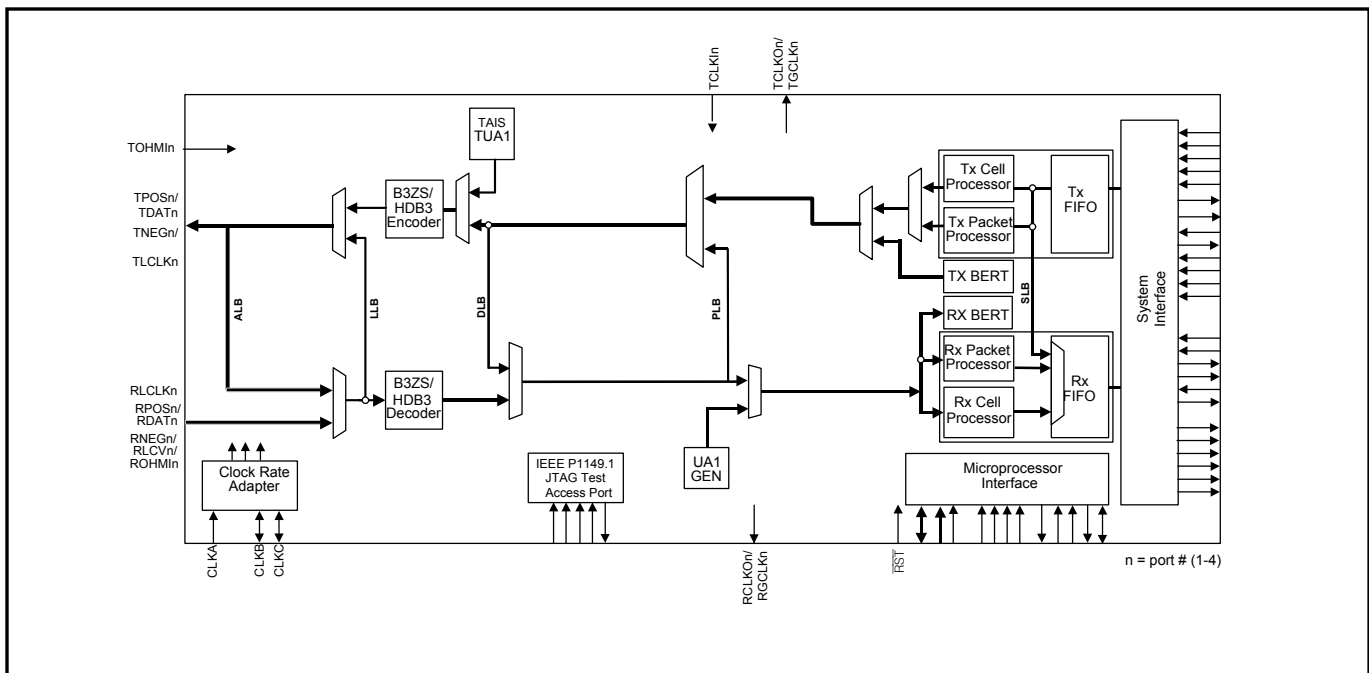 TCLKIn
TCLKOn/
TGCLKn
TOHMIn
TAIS
TUA1
TPOSn/
TDATn
TNEGn/
TLCLKn
B3ZS/
HDB3
Encoder
Tx Cell
Processor
Tx Packet
Processor
Tx
FIFO
TX BERT
RX BERT
System
Interface
ALB
LLB
DLB
PLB
SLB
RLCLKn
RPOSn/
RDATn
RNEGn/
RLCVn/
ROHMIn
B3ZS/
HDB3
Decoder
Rx Packet
Processor
Rx Cell
Processor
Rx
FIFO
Clock Rate
Adapter
IEEE P1149.1
JTAG Test
Access Port
UA1
GEN
Microprocessor
Interface
CLKA
CLKB
CLKC
RCLKOn/
RGCLKn
RST
n = port # (1-4)